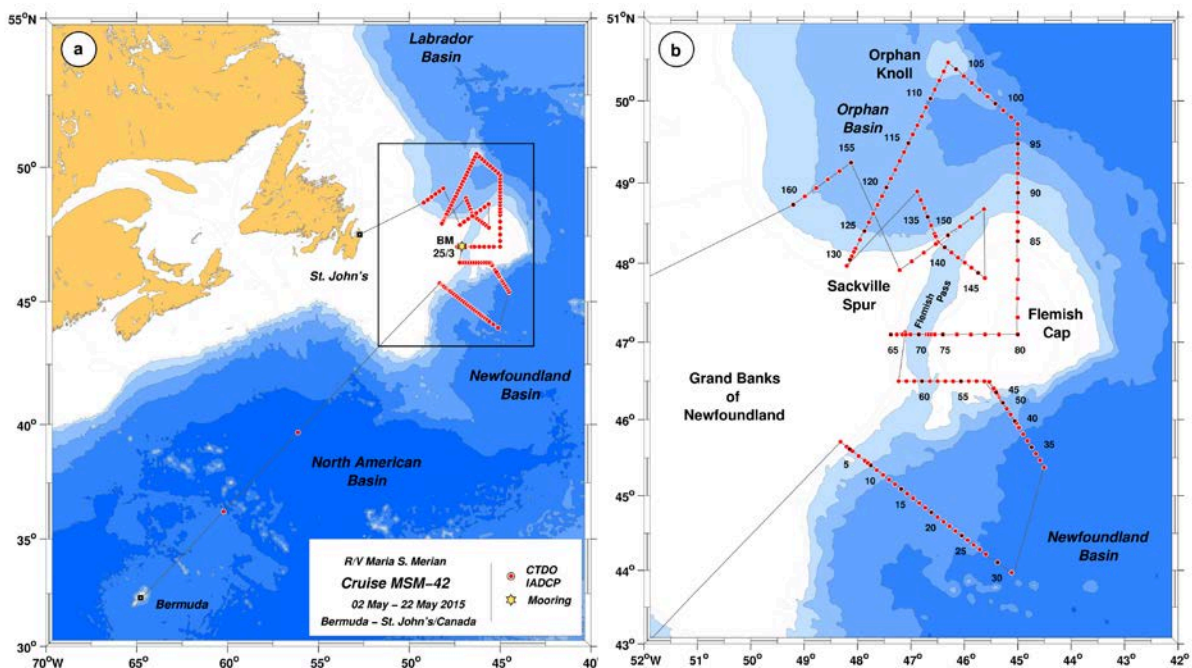 55°N
50°
45°
40°
35°
30°
70°W
65°
60°
55°
50°
45°
40°
a
Labrador
Basin
BM
25/3
St. John's
Newfoundland
Basin
North American
Basin
Bermuda
R/V Maria S. Merian
Cruise MSM-42
02 May - 22 May 2015
Bermuda - St. John's/Canada
CTDO
lADCP
Mooring
51°N
50°
49°
48°
47°
46°
45°
44°
43°
52°W
51°
50°
49°
48°
47°
46°
45°
44°
42°
b
Orphan
Knoll
105
110
100
Orphan
Basin
115
95
155
120
90
160
135
150
125
85
130
140
145
Sackville
Spur
Flemish
Pass
Flemish
Cap
65
70
75
80
Grand Banks
of
Newfoundland
60
55
45
50
40
35
5
10
15
20
25
30
Newfoundland
Basin